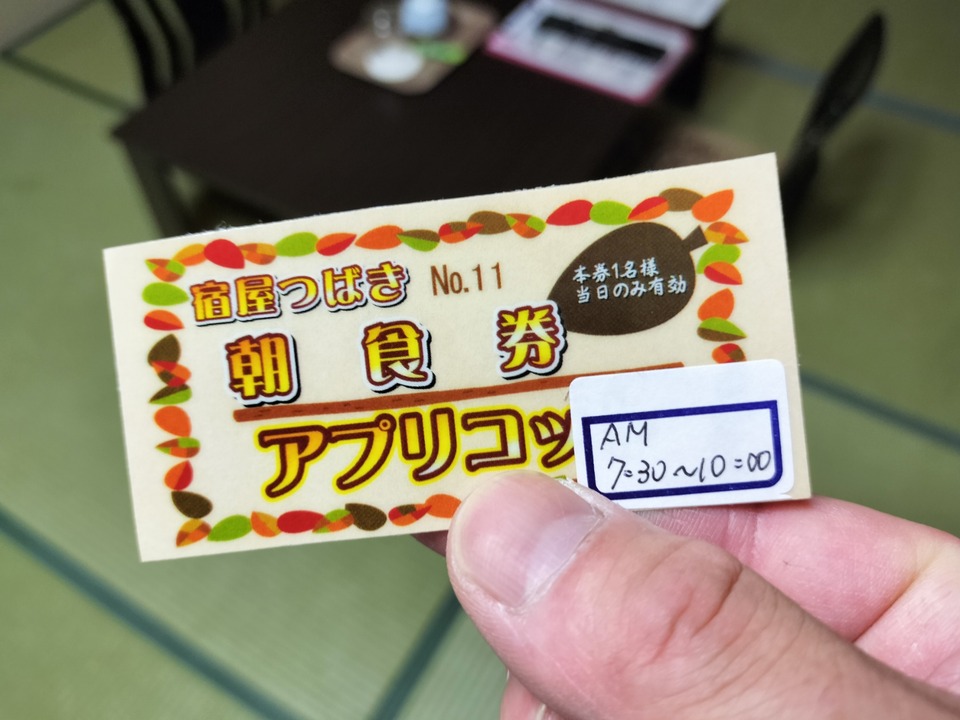 宿屋つばき No.11
本券1名様
当日のみ有効
朝食券
アプリコッ
AM
7:30~10:00